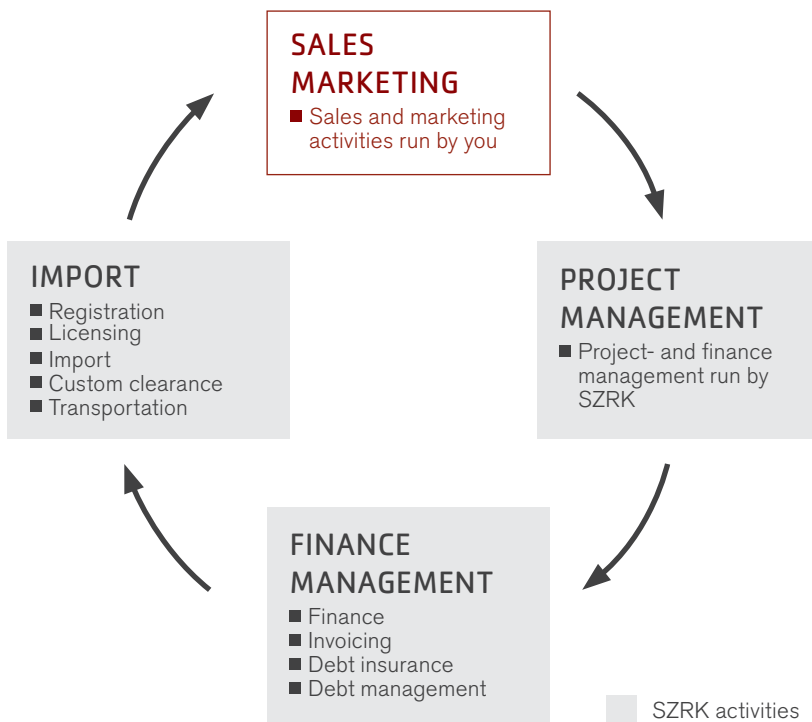 SALES
MARKETING
■ Sales and marketing
activities run by you
IMPORT
■ Registration
■ Licensing
■ Import
■ Custom clearance
■ Transportation
PROJECT
MANAGEMENT
■ Project- and finance
management run by
SZRK
FINANCE
MANAGEMENT
■ Finance
■ Invoicing
■ Debt insurance
■ Debt management
SZRK activities